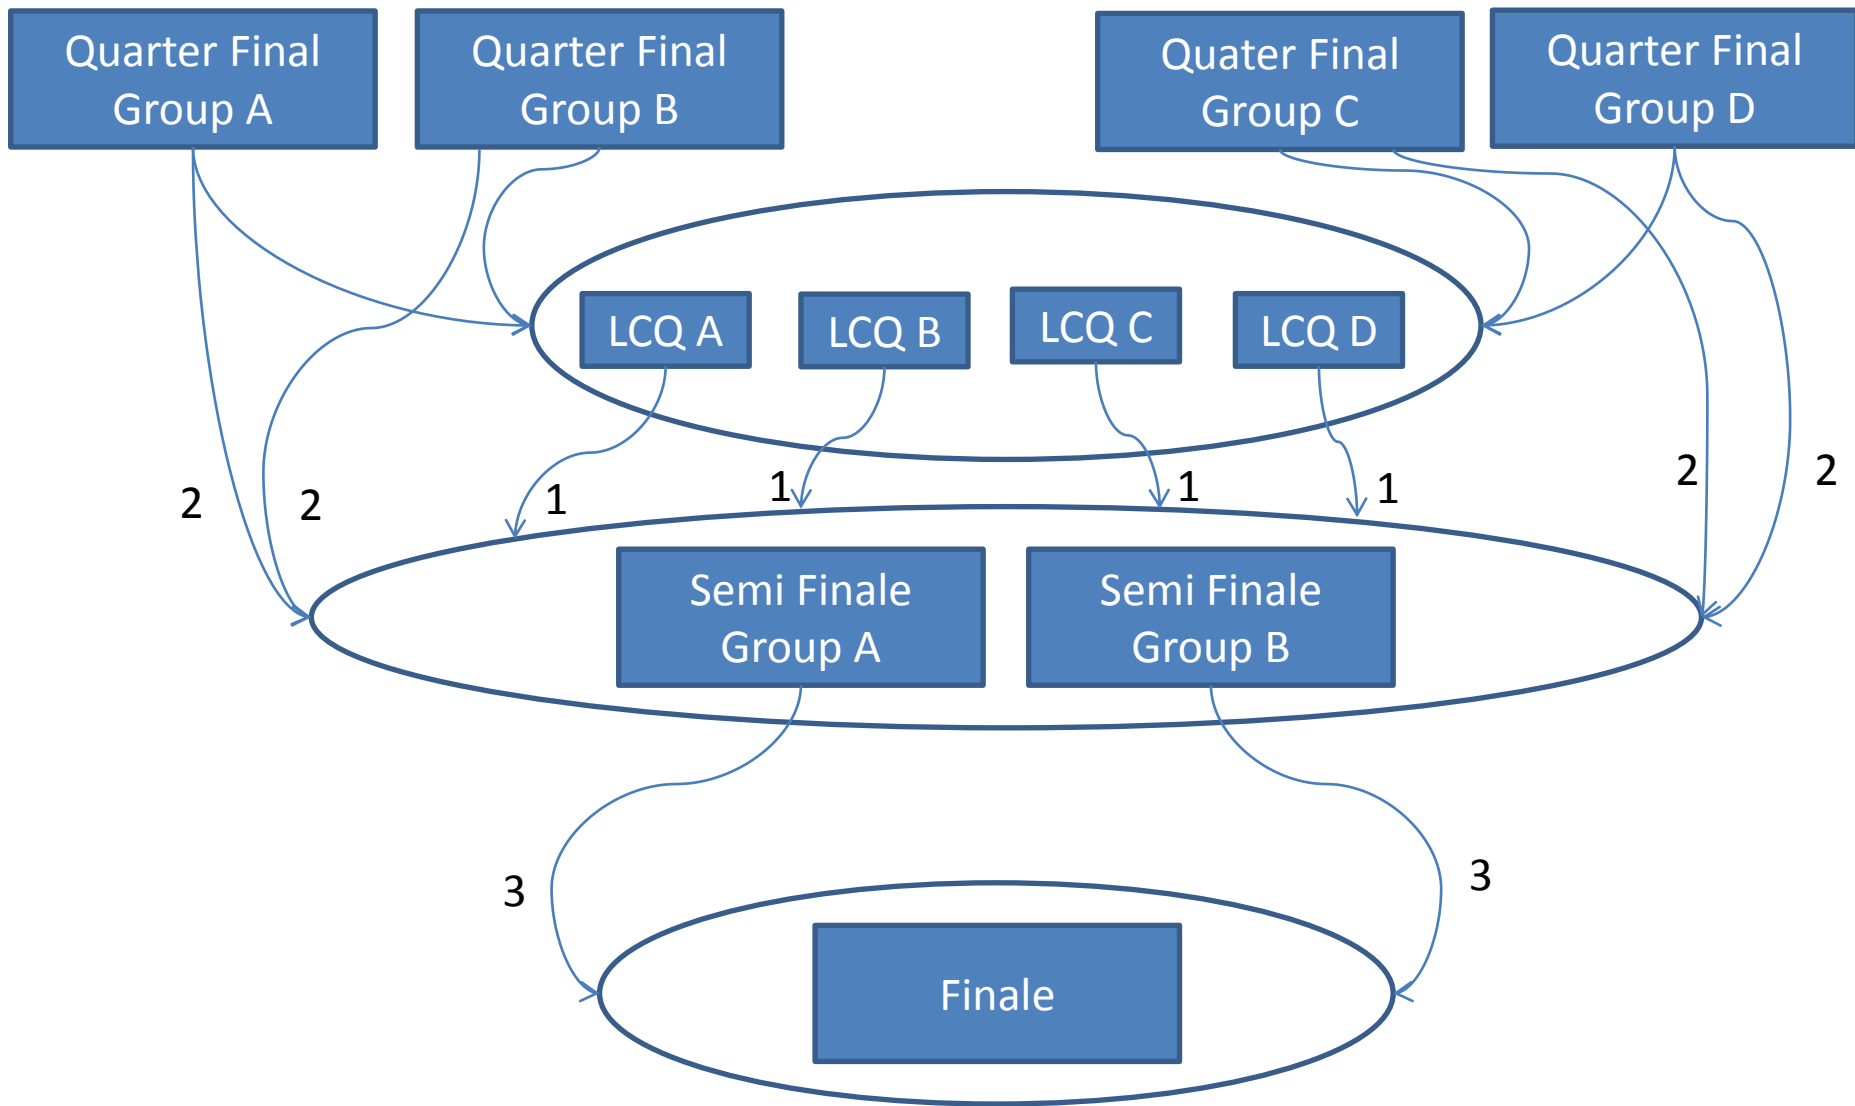 Quarter Final
Group A
Quarter Final
Group B
Quater Final
Group C
Quarter Final
Group D
LCQ A
LCQ B
LCQ C
LCQ D
2
2
1
1
1
1
2
2
Semi Finale
Group A
Semi Finale
Group B
3
3
Finale